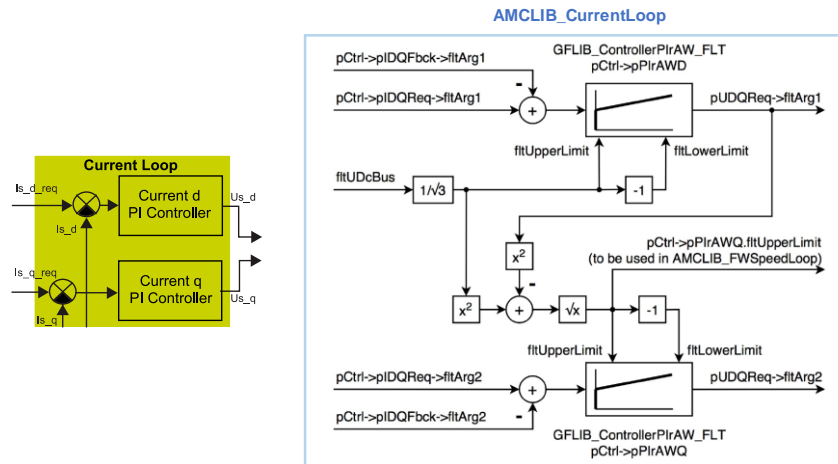 AMCLIB_CurrentLoop
Current Loop
Is_d_req
Current d
PI Controller
Us_d
Is_d
Is_q_req
Current q
PI Controller
Us_q
Is_q
pCtrl->pIDQFbck->fltArg1
GFLIB_ControllerPIrAW_FLT
pCtrl->pPIrAWD
-
pCtrl->pIDQReq->fltArg1
+
pUDQReq->fltArg1
fltUpperLimit
fltLowerLimit
fltUDcBus
1/√3
-1
x²
pCtrl->pPIrAWQ.fltUpperLimit
(to be used in AMCLIB_FWSpeedLoop)
-
x²
+
√x
-1
fltUpperLimit
fltLowerLimit
pCtrl->pIDQReq->fltArg2
+
pUDQReq->fltArg2
-
pCtrl->pIDQFbck->fltArg2
GFLIB_ControllerPIrAW_FLT
pCtrl->pPIrAWQ